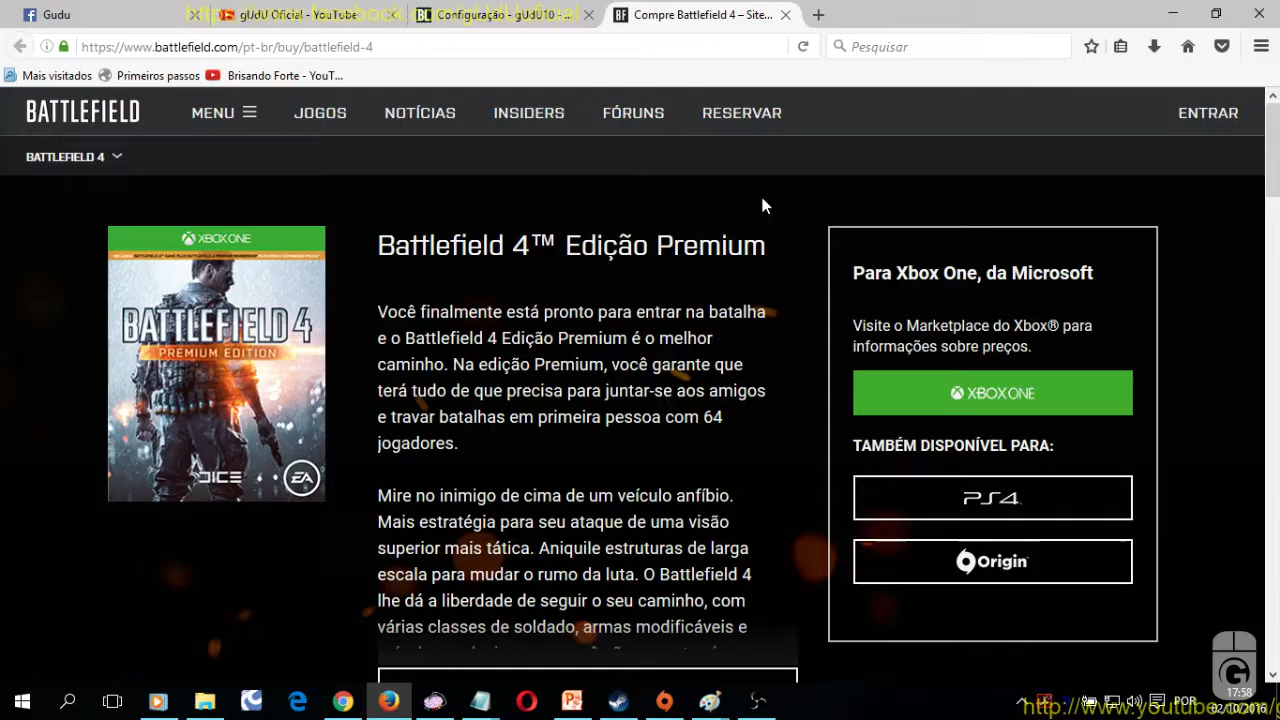 Gudu
gUdU Oficial - YouTube
Configuração - gUdU10 -
Compre Battlefield 4 – Site...
https://www.battlefield.com/pt-br/buy/battlefield-4
Pesquisar
Mais visitados
Primeiros passos
Brisando Forte - YouT...
BATTLEFIELD
MENU
JOGOS
NOTÍCIAS
INSIDERS
FÓRUNS
RESERVAR
ENTRAR
BATTLEFIELD 4
XBOX ONE
BATTLEFIELD 4
PREMIUM EDITION
DICE
EA
Battlefield 4™ Edição Premium
Você finalmente está pronto para entrar na batalha
e o Battlefield 4 Edição Premium é o melhor
caminho. Na edição Premium, você garante que
terá tudo de que precisa para juntar-se aos amigos
e travar batalhas em primeira pessoa com 64
jogadores.
Mire no inimigo de cima de um veículo anfíbio.
Mais estratégia para seu ataque de uma visão
superior mais tática. Aniquile estruturas de larga
escala para mudar o rumo da luta. O Battlefield 4
lhe dá a liberdade de seguir o seu caminho, com
várias classes de soldado, armas modificáveis e
Para Xbox One, da Microsoft
Visite o Marketplace do Xbox® para
informações sobre preços.
XBOX ONE
TAMBÉM DISPONÍVEL PARA:
PS4
Origin
G
POR
17:58
02/10/2016
http://www.youtube.com/